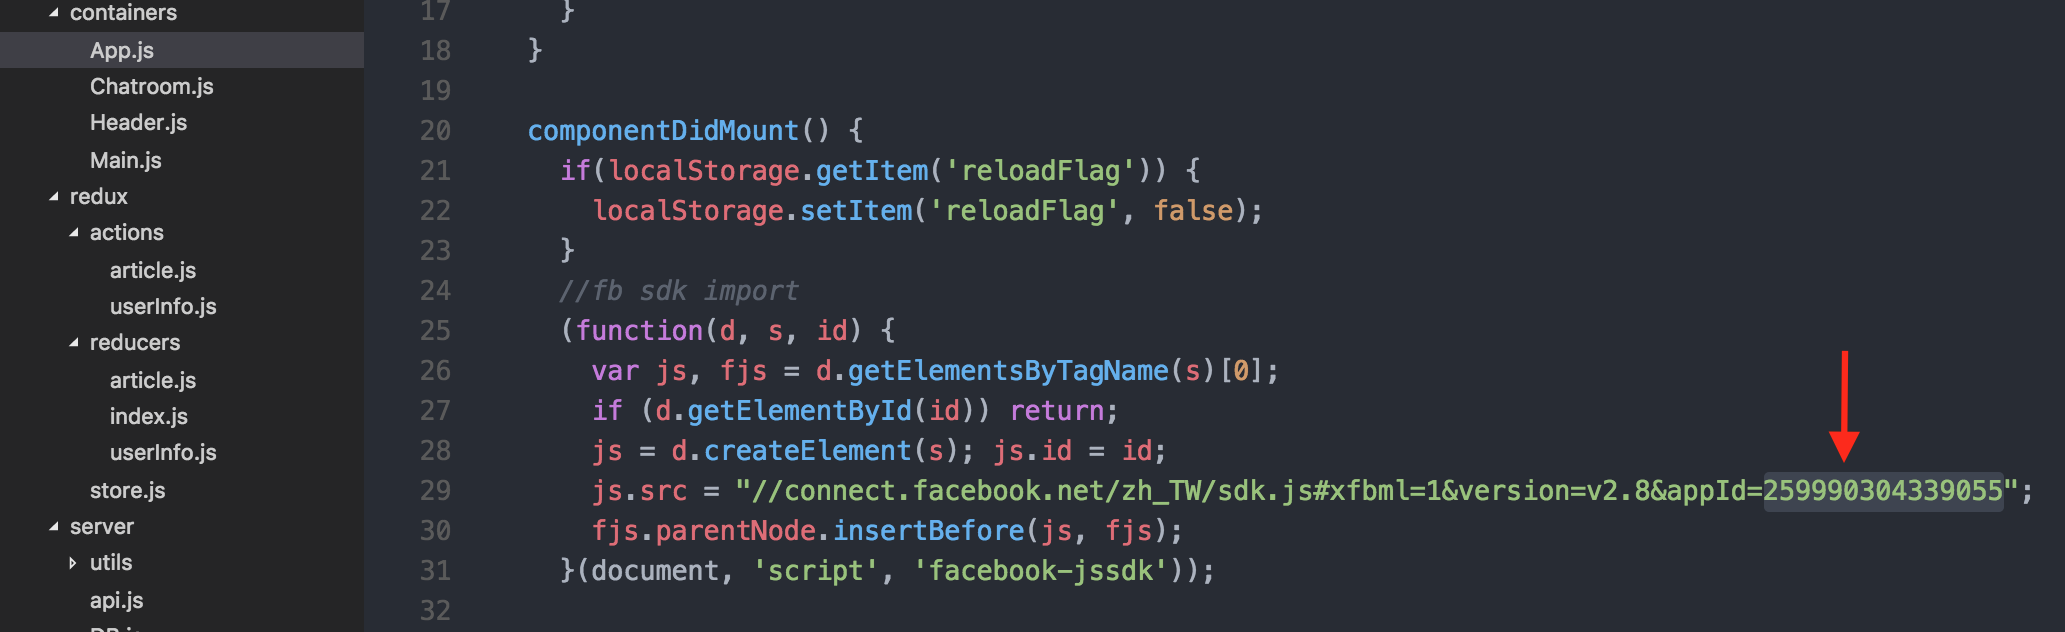 containers
App.js
Chatroom.js
Header.js
Main.js
redux
actions
article.js
userInfo.js
reducers
article.js
index.js
userInfo.js
store.js
server
utils
api.js
17 }
18 }
19
20 componentDidMount() {
21 if(localStorage.getItem('reloadFlag')) {
22 localStorage.setItem('reloadFlag', false);
23 }
24 //fb sdk import
25 (function(d, s, id) {
26 var js, fjs = d.getElementsByTagName(s)[0];
27 if (d.getElementById(id)) return;
28 js = d.createElement(s); js.id = id;
29 js.src = "//connect.facebook.net/zh_TW/sdk.js#xfbml=1&version=v2.8&appId=259990304339055";
30 fjs.parentNode.insertBefore(js, fjs);
31 }(document, 'script', 'facebook-jssdk'));
32